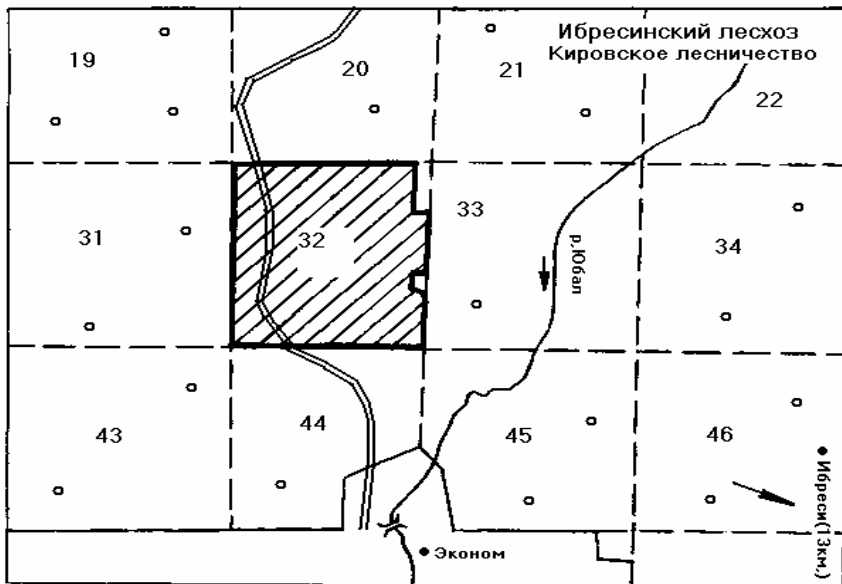 Ибресинский лесхоз
Кировское лесничество
19
20
21
22
31
32
33
34
р.Юбал
43
44
45
46
Ибреси(13км.)
Эконом